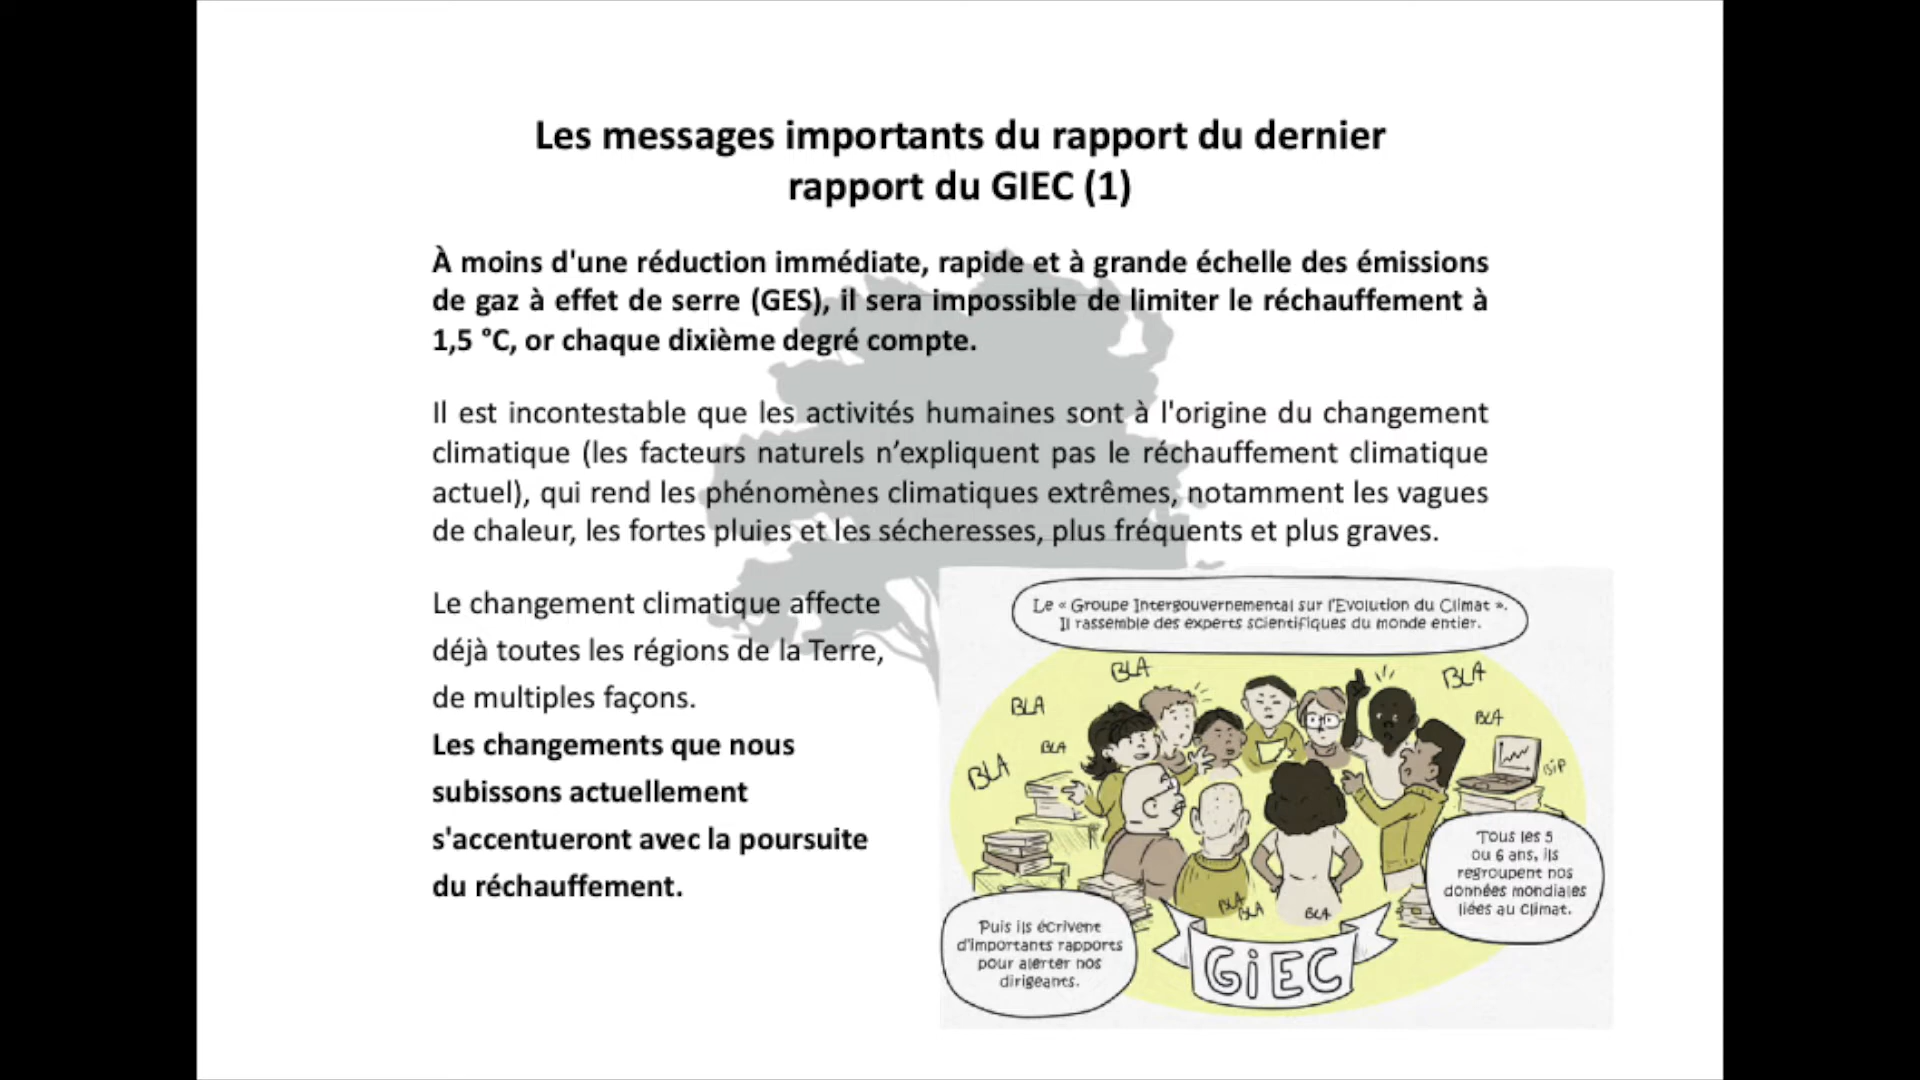 Les messages importants du rapport du dernier
rapport du GIEC (1)
À moins d'une réduction immédiate, rapide et à grande échelle des émissions
de gaz à effet de serre (GES), il sera impossible de limiter le réchauffement à
1,5 °C, or chaque dixième degré compte.
Il est incontestable que les activités humaines sont à l'origine du changement
climatique (les facteurs naturels n’expliquent pas le réchauffement climatique
actuel), qui rend les phénomènes climatiques extrêmes, notamment les vagues
de chaleur, les fortes pluies et les sécheresses, plus fréquents et plus graves.
Le changement climatique affecte
déjà toutes les régions de la Terre,
de multiples façons.
Les changements que nous
subissons actuellement
s'accentueront avec la poursuite
du réchauffement.
Le « Groupe Intergouvernemental sur l'Evolution du Climat ».
Il rassemble des experts scientifiques du monde entier.
BLA
BLA
BLA
BLA
BLA
BLA
BIP
Tous les 5
ou 6 ans, ils
regroupent nos
données mondiales
liées au Climat.
BLA
BLA
BLA
Puis ils écrivent
d'importants rapports
pour alerter nos
dirigeants.
GIEC